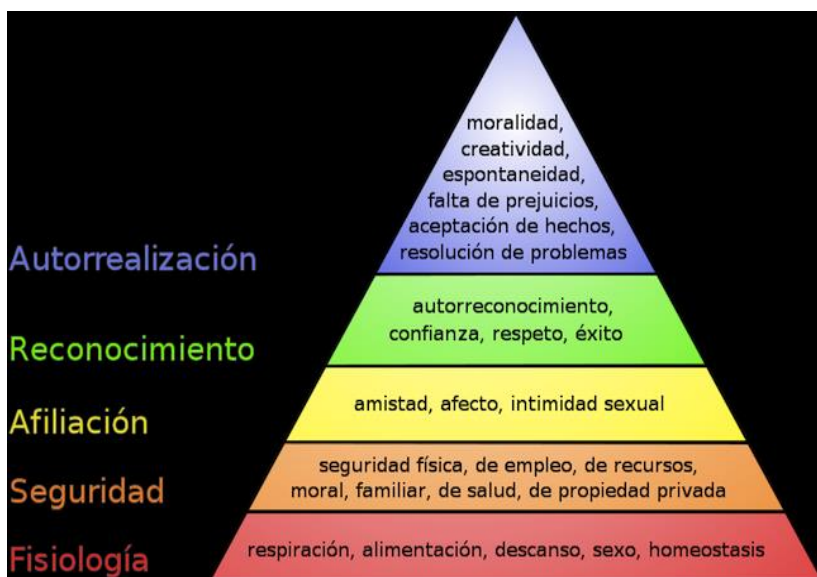 moralidad,
creatividad,
espontaneidad,
falta de prejuicios,
aceptación de hechos,
resolución de problemas
Autorrealización
autorreconocimiento,
confianza, respeto, éxito
Reconocimiento
amistad, afecto, intimidad sexual
Afiliación
seguridad física, de empleo, de recursos,
moral, familiar, de salud, de propiedad privada
Seguridad
respiración, alimentación, descanso, sexo, homeostasis
Fisiología